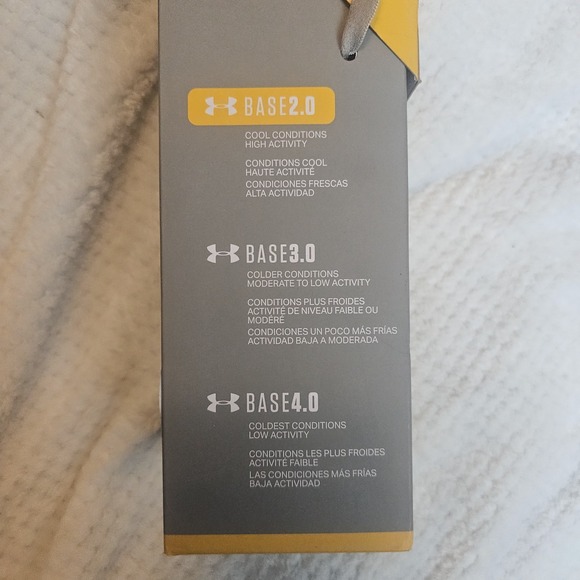 BASE2.0
COOL CONDITIONS
HIGH ACTIVITY
CONDITIONS COOL
HAUTE ACTIVITÉ
CONDICIONES FRESCAS
ALTA ACTIVIDAD
BASE3.0
COLDER CONDITIONS
MODERATE TO LOW ACTIVITY
CONDITIONS PLUS FROIDES
ACTIVITÉ DE NIVEAU FAIBLE OU
MODÉRÉ
CONDICIONES UN POCO MÁS FRÍAS
ACTIVIDAD BAJA A MODERADA
BASE4.0
COLDEST CONDITIONS
LOW ACTIVITY
CONDITIONS LES PLUS FROIDES
ACTIVITÉ FAIBLE
LAS CONDICIONES MÁS FRÍAS
BAJA ACTIVIDAD